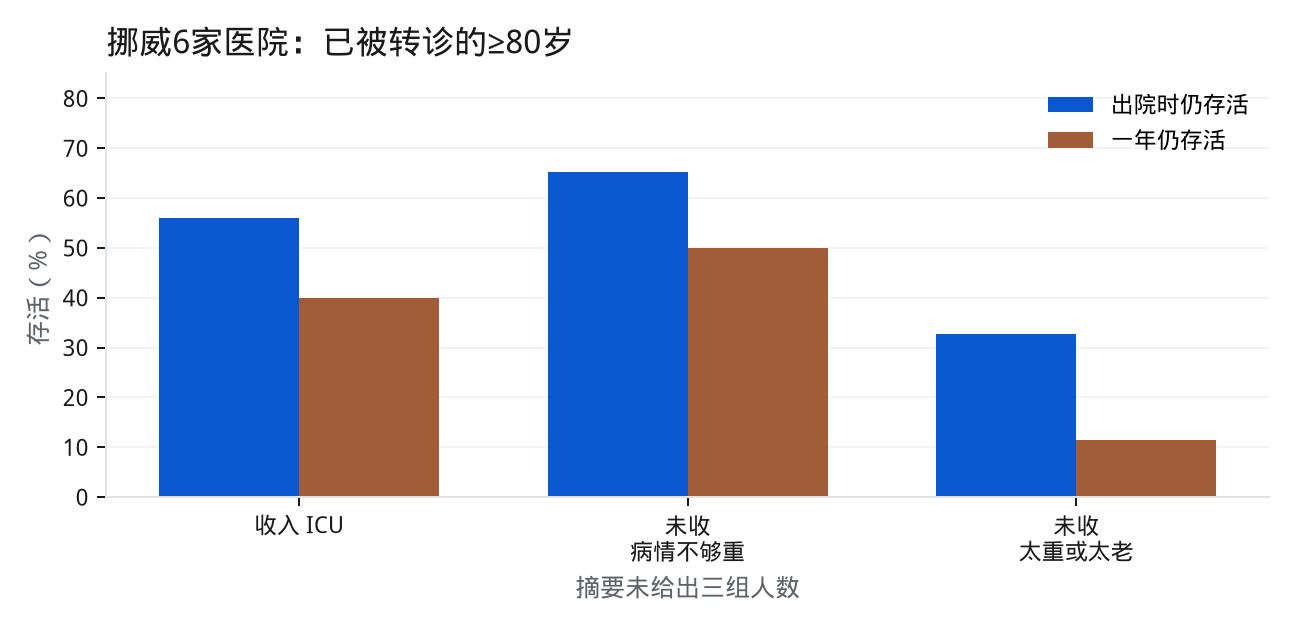 挪威6家医院：已被转诊的≥80岁
出院时仍存活
一年仍存活
存活（%）
80
70
60
50
40
30
20
10
0
收入 ICU
未收
病情不够重
未收
太重或太老
摘要未给出三组人数